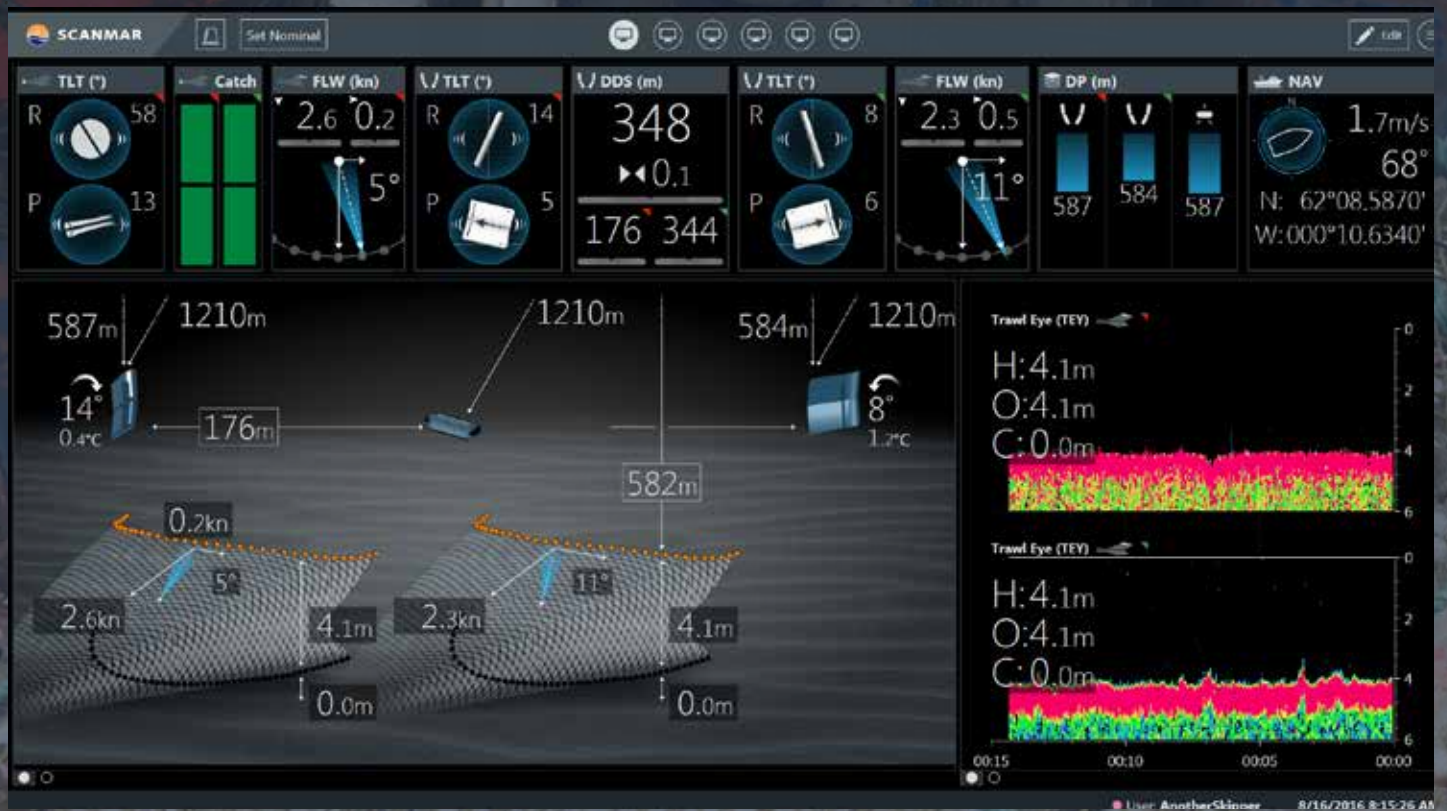 SCANMAR
Set Nominal
Edit
TLT (°)
R 58
P 13
Catch
FLW (kn)
2.6 0.2
5°
TLT (°)
R 14
P 5
DDS (m)
348
0.1
176 344
TLT (°)
R 8
P 6
FLW (kn)
2.3 0.5
11°
DP (m)
587 584 587
NAV
N
1.7m/s
68°
N: 62°08.5870'
W:000°10.6340'
587m 1210m 1210m 584m 1210m
14° 8°
0.4°C 1.2°C
176m
582m
0.2kn
5° 11°
2.6kn 4.1m 2.3kn 4.1m
0.0m 0.0m
Trawl Eye (TEY)
H:4.1m
O:4.1m
C:0.0m
0
2
4
6
Trawl Eye (TEY)
H:4.1m
O:4.1m
C:0.0m
0
2
4
6
00:15 00:10 00:05 00:00
User: AnotherSkipper 8/16/2016 8:15:26 AM